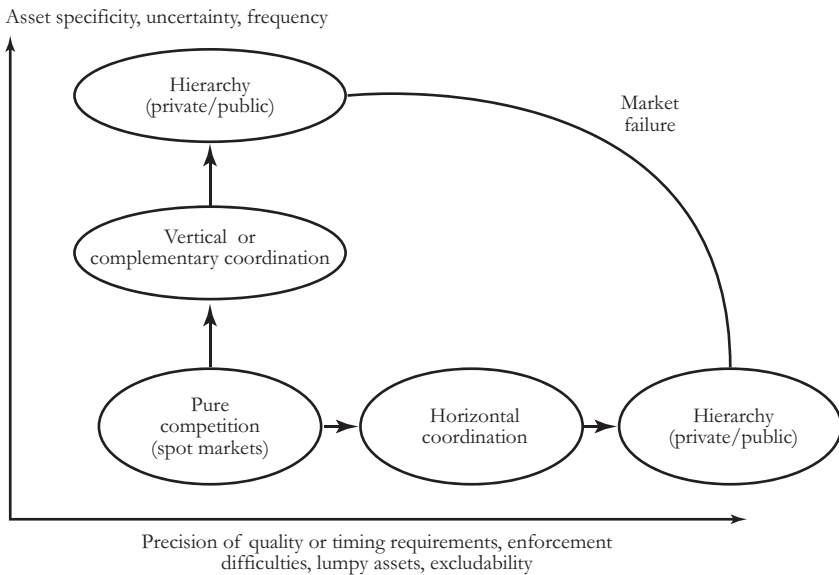 Asset specificity, uncertainty, frequency
Hierarchy
(private/public)
Market
failure
Vertical or
complementary coordination
Pure
competition
(spot markets)
Horizontal
coordination
Hierarchy
(private/public)
Precision of quality or timing requirements, enforcement
difficulties, lumpy assets, excludability